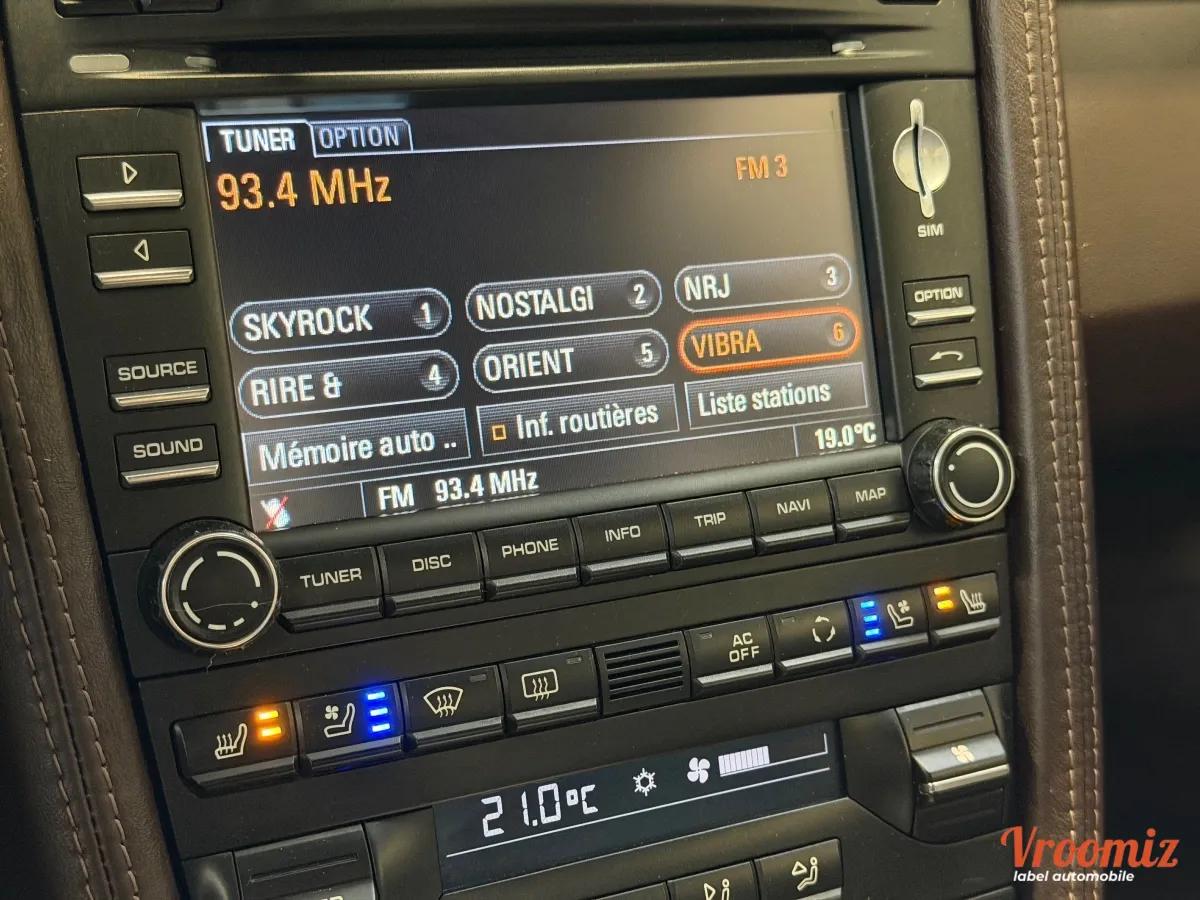 TUNER OPTION
93.4 MHz FM 3
SKYROCK 1 NOSTALGI 2 NRJ 3
RIRE & 4 ORIENT 5 VIBRA 6
Mémoire auto .. Inf. routières Liste stations
FM 93.4 MHz 19.0°C
SIM
OPTION
SOURCE
SOUND
TUNER DISC PHONE INFO TRIP NAVI MAP
AC
OFF
21.0°C
Vroomiz
label automobile